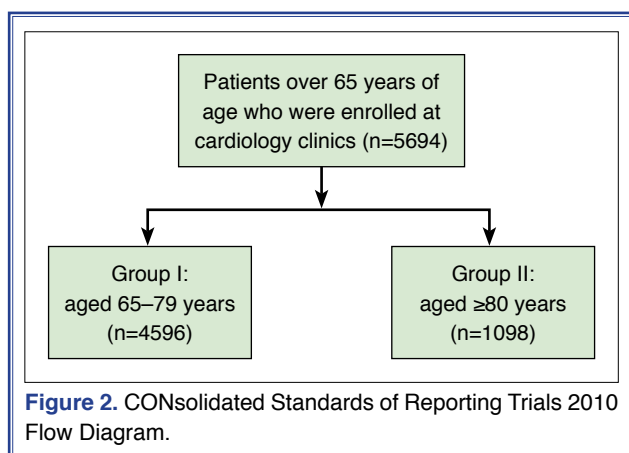 Patients over 65 years of
age who were enrolled at
cardiology clinics (n=5694)
Group I:
aged 65–79 years
(n=4596)
Group II:
aged ≥80 years
(n=1098)
Figure 2. CONsolidated Standards of Reporting Trials 2010
Flow Diagram.